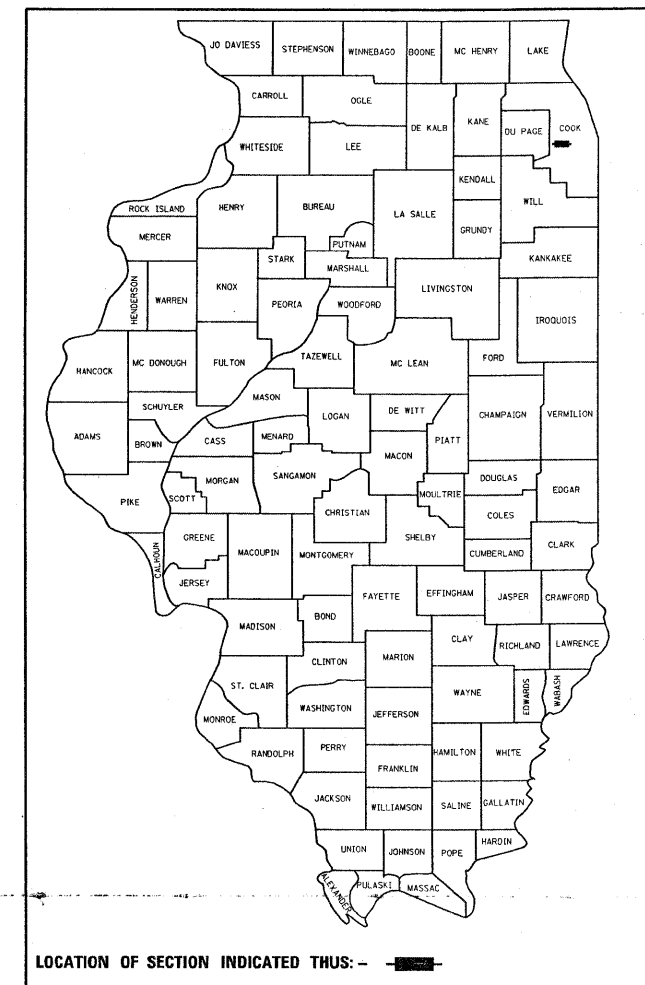 JO DAVIESS STEPHENSON WINNEBAGO BOONE MC HENRY LAKE
CARROLL OGLE DE KALB KANE DU PAGE COOK
WHITESIDE LEE
KENDALL
ROCK ISLAND HENRY BUREAU LA SALLE WILL
MERCER PUTNAM GRUNDY
STARK MARSHALL KANKAKEE
HENDERSON WARREN KNOX PEORIA WOODFORD LIVINGSTON
IROQUOIS
HANCOCK MC DONOUGH FULTON TAZEWELL MC LEAN FORD
SCHUYLER MASON LOGAN DE WITT CHAMPAIGN VERMILION
ADAMS BROWN CASS MENARD MACON PIATT
PIKE SCOTT MORGAN SANGAMON MOULTRIE DOUGLAS EDGAR
CHRISTIAN COLES
CALHOUN GREENE MACOUPIN MONTGOMERY SHELBY CUMBERLAND CLARK
JERSEY
FAYETTE EFFINGHAM JASPER CRAWFORD
MADISON BOND
CLAY RICHLAND LAWRENCE
CLINTON MARION
ST. CLAIR WAYNE EDWARDS WABASH
MONROE WASHINGTON JEFFERSON
RANDOLPH PERRY HAMILTON WHITE
FRANKLIN
JACKSON WILLIAMSON SALINE GALLATIN
UNION JOHNSON POPE HARDIN
ALEXANDER PULASKI MASSAC
LOCATION OF SECTION INDICATED THUS: -